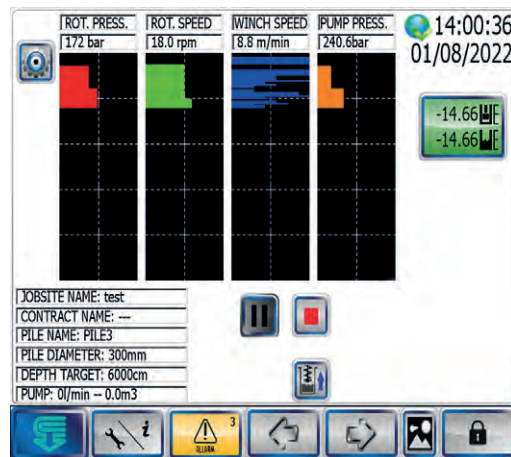 ROT. PRESS. ROT. SPEED WINCH SPEED PUMP PRESS. 14:00:36
172 bar 18.0 rpm 8.8 m/min 240.6bar 01/08/2022
-14.66
-14.66
JOBSITE NAME: test
CONTRACT NAME: ---
PILE NAME: PILE3
PILE DIAMETER: 300mm
DEPTH TARGET: 6000cm
PUMP: 0l/min -- 0.0m3
i 3
ALLARM